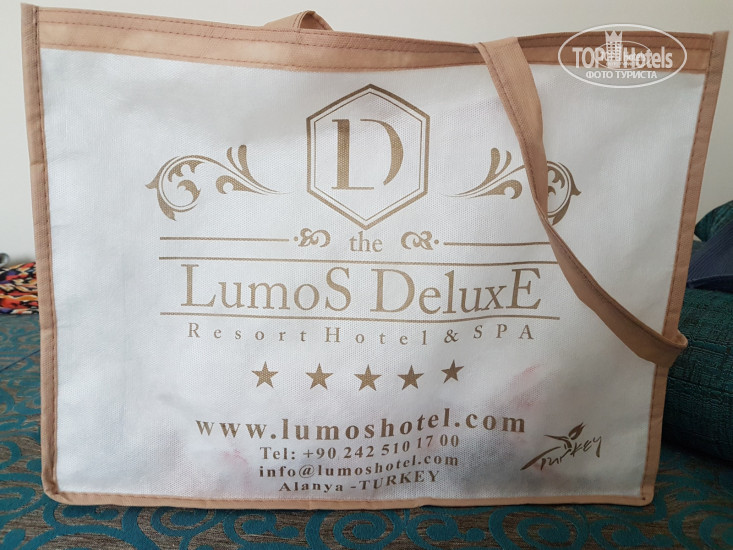 TOP Hotels
ФОТО ТУРИСТА
LD
the
LumoS DeluxE
Resort Hotel & SPA
www.lumoshotel.com
Tel: +90 242 510 17 00
info@lumoshotel.com
Alanya -TURKEY
Turkey